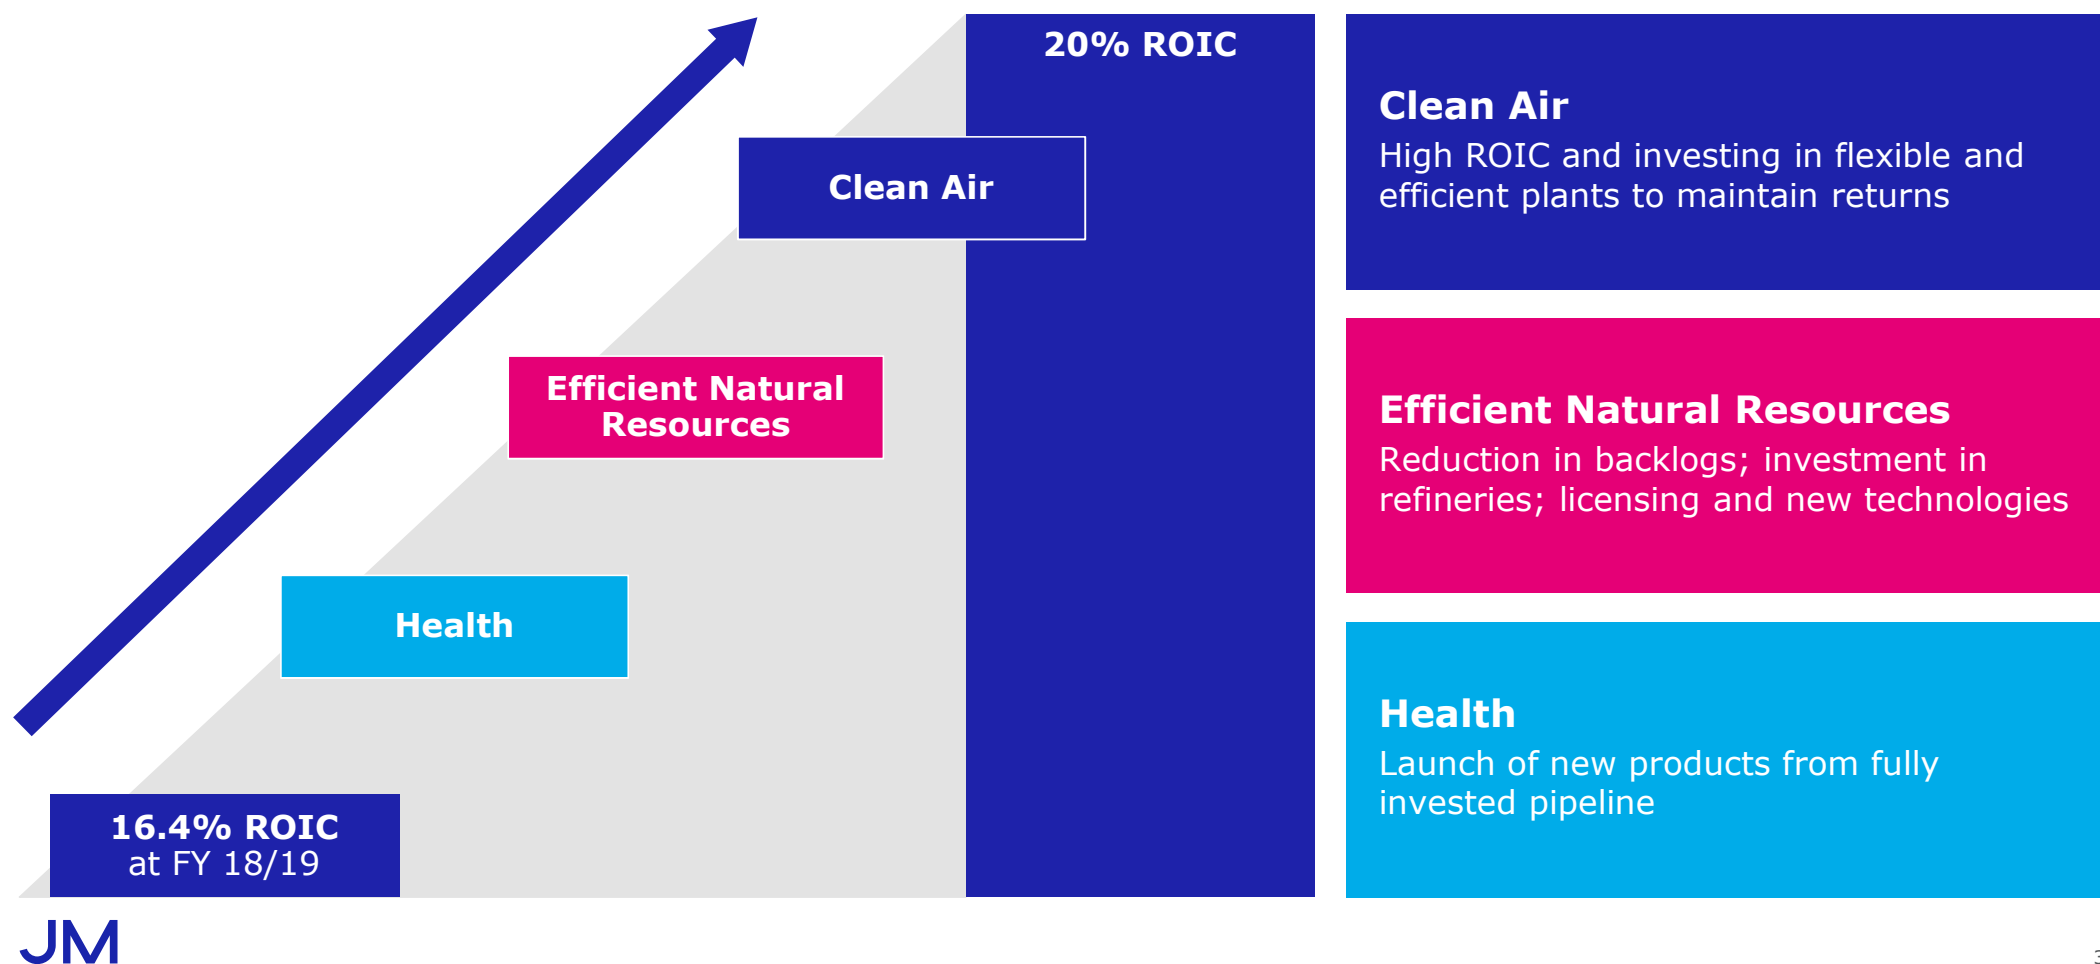 20% ROIC
Clean Air
Efficient Natural
Resources
Health
16.4% ROIC
at FY 18/19
Clean Air
High ROIC and investing in flexible and
efficient plants to maintain returns
Efficient Natural Resources
Reduction in backlogs; investment in
refineries; licensing and new technologies
Health
Launch of new products from fully
invested pipeline
JM